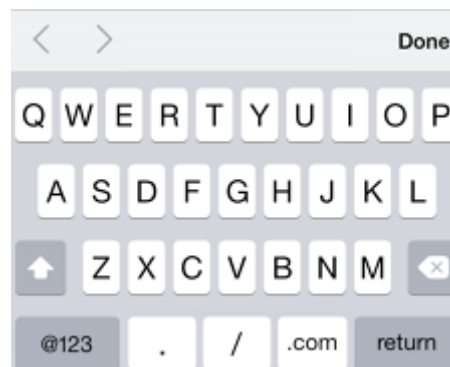 Done
Q W E R T Y U I O P
A S D F G H J K L
Z X C V B N M
@123 . / .com return